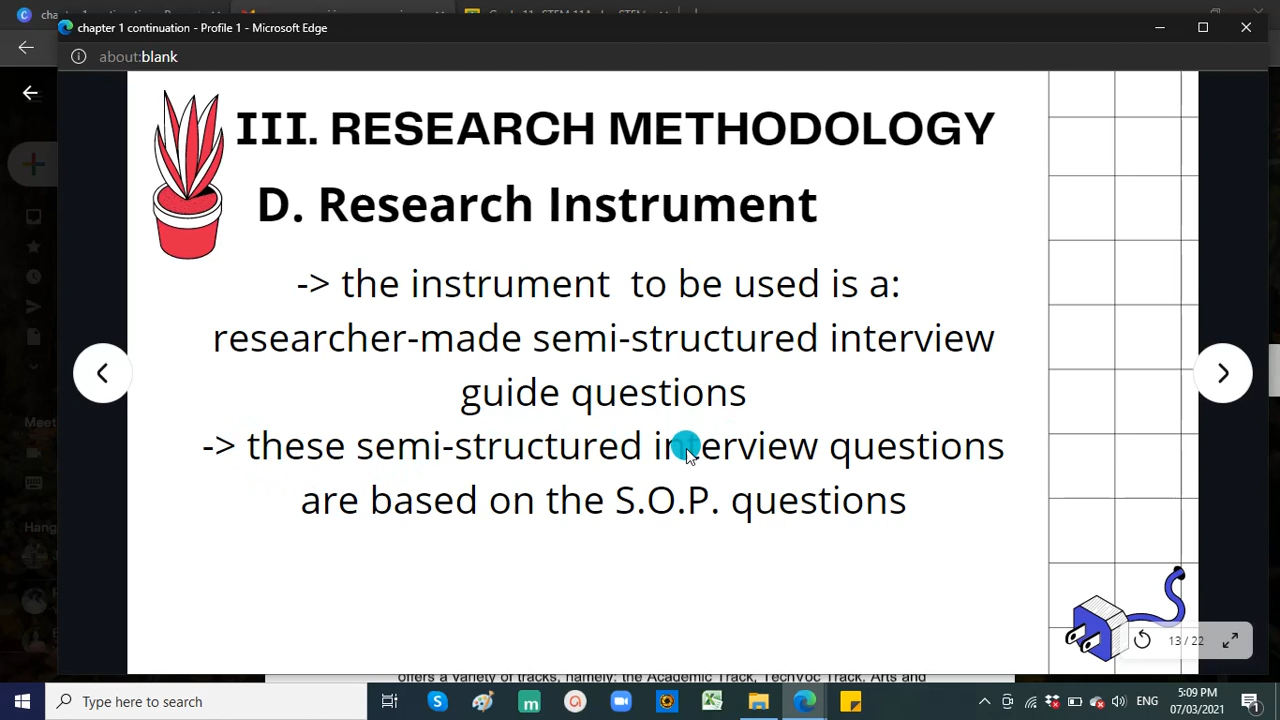 chapter 1 continuation - Profile 1 - Microsoft Edge
about:blank
III. RESEARCH METHODOLOGY
D. Research Instrument
-> the instrument to be used is a:
researcher-made semi-structured interview
guide questions
-> these semi-structured interview questions
are based on the S.O.P. questions
13 / 22
Meet
Hang
offers a variety of tracks, namely: the Academic Track, TechVoc Track, Arts and
Type here to search
ENG
5:09 PM
07/03/2021